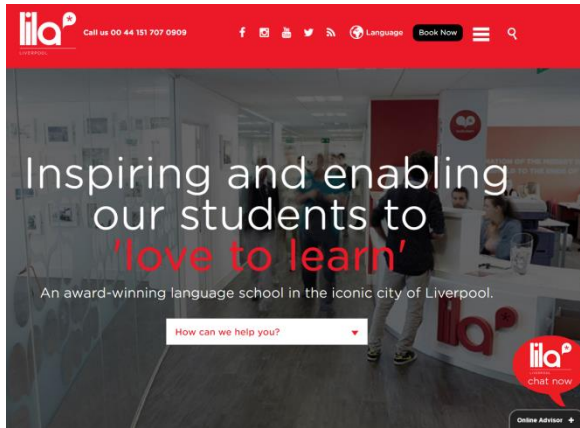 lila
LIVERPOOL
Call us 00 44 151 707 0909
Language
Book Now
Inspiring and enabling
our students to
'love to learn'
An award-winning language school in the iconic city of Liverpool.
How can we help you?
lila
lila
LIVERPOOL
chat now
Online Advisor +